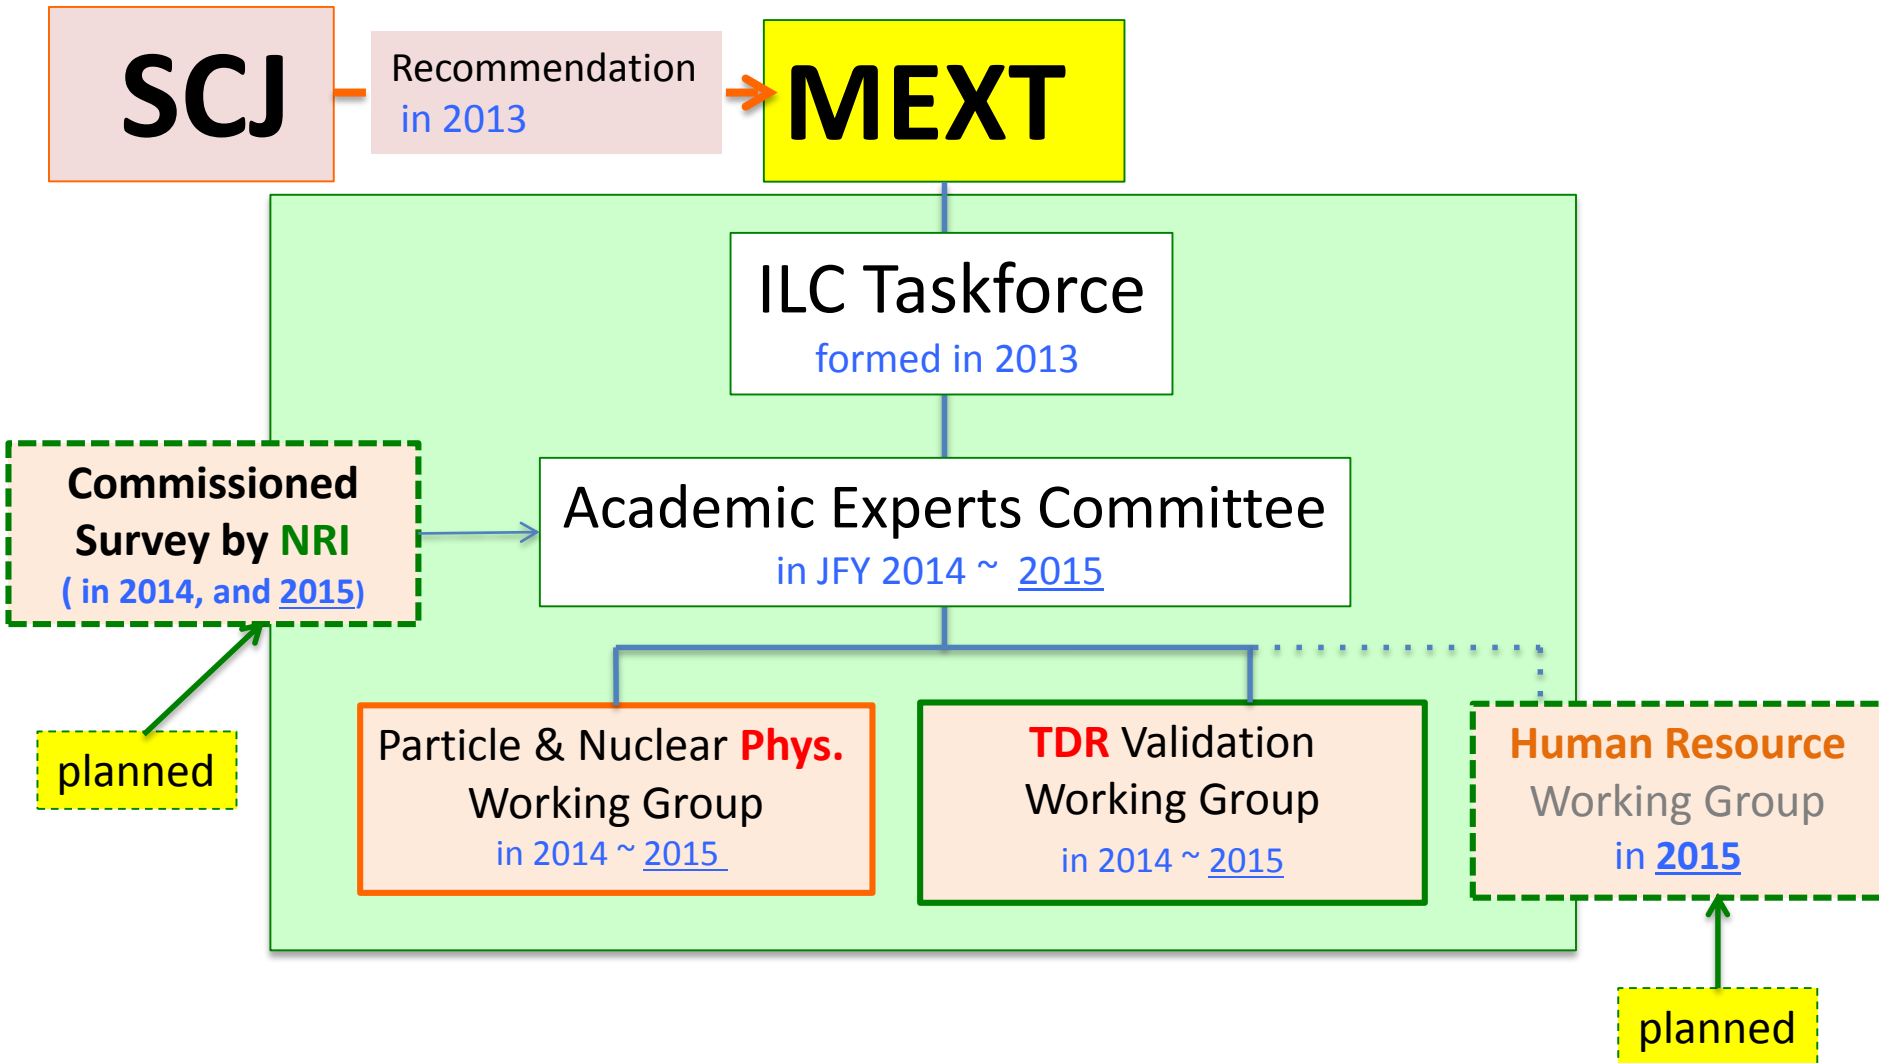 SCJ
Recommendation
in 2013
MEXT
ILC Taskforce
formed in 2013
Commissioned
Survey by NRI
( in 2014, and 2015)
Academic Experts Committee
in JFY 2014 ~ 2015
planned
Particle & Nuclear Phys.
Working Group
in 2014 ~ 2015
TDR Validation
Working Group
in 2014 ~ 2015
Human Resource
Working Group
in 2015
planned